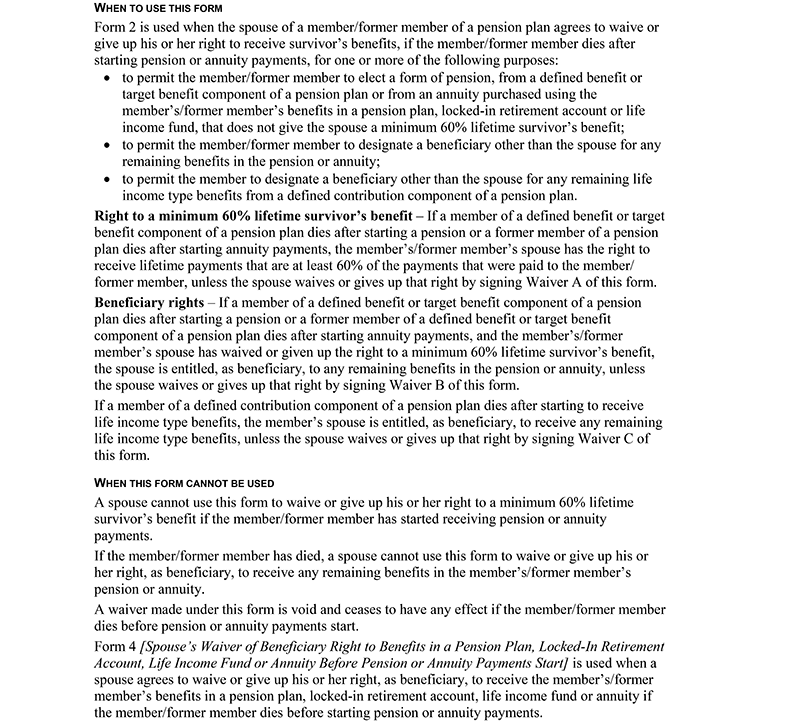 WHEN TO USE THIS FORM
Form 2 is used when the spouse of a member/former member of a pension plan agrees to waive or
give up his or her right to receive survivor’s benefits, if the member/former member dies after
starting pension or annuity payments, for one or more of the following purposes:
• to permit the member/former member to elect a form of pension, from a defined benefit or
target benefit component of a pension plan or from an annuity purchased using the
member’s/former member’s benefits in a pension plan, locked-in retirement account or life
income fund, that does not give the spouse a minimum 60% lifetime survivor’s benefit;
• to permit the member/former member to designate a beneficiary other than the spouse for any
remaining benefits in the pension or annuity;
• to permit the member to designate a beneficiary other than the spouse for any remaining life
income type benefits from a defined contribution component of a pension plan.
Right to a minimum 60% lifetime survivor’s benefit – If a member of a defined benefit or target
benefit component of a pension plan dies after starting a pension or a former member of a pension
plan dies after starting annuity payments, the member’s/former member’s spouse has the right to
receive lifetime payments that are at least 60% of the payments that were paid to the member/
former member, unless the spouse waives or gives up that right by signing Waiver A of this form.
Beneficiary rights – If a member of a defined benefit or target benefit component of a pension
plan dies after starting a pension or a former member of a defined benefit or target benefit
component of a pension plan dies after starting annuity payments, and the member’s/former
member’s spouse has waived or given up the right to a minimum 60% lifetime survivor’s benefit,
the spouse is entitled, as beneficiary, to any remaining benefits in the pension or annuity, unless
the spouse waives or gives up that right by signing Waiver B of this form.
If a member of a defined contribution component of a pension plan dies after starting to receive
life income type benefits, the member’s spouse is entitled, as beneficiary, to receive any remaining
life income type benefits, unless the spouse waives or gives up that right by signing Waiver C of
this form.
WHEN THIS FORM CANNOT BE USED
A spouse cannot use this form to waive or give up his or her right to a minimum 60% lifetime
survivor’s benefit if the member/former member has started receiving pension or annuity
payments.
If the member/former member has died, a spouse cannot use this form to waive or give up his or
her right, as beneficiary, to receive any remaining benefits in the member’s/former member’s
pension or annuity.
A waiver made under this form is void and ceases to have any effect if the member/former member
dies before pension or annuity payments start.
Form 4 [Spouse’s Waiver of Beneficiary Right to Benefits in a Pension Plan, Locked-In Retirement
Account, Life Income Fund or Annuity Before Pension or Annuity Payments Start] is used when a
spouse agrees to waive or give up his or her right, as beneficiary, to receive the member’s/former
member’s benefits in a pension plan, locked-in retirement account, life income fund or annuity if
the member/former member dies before starting pension or annuity payments.